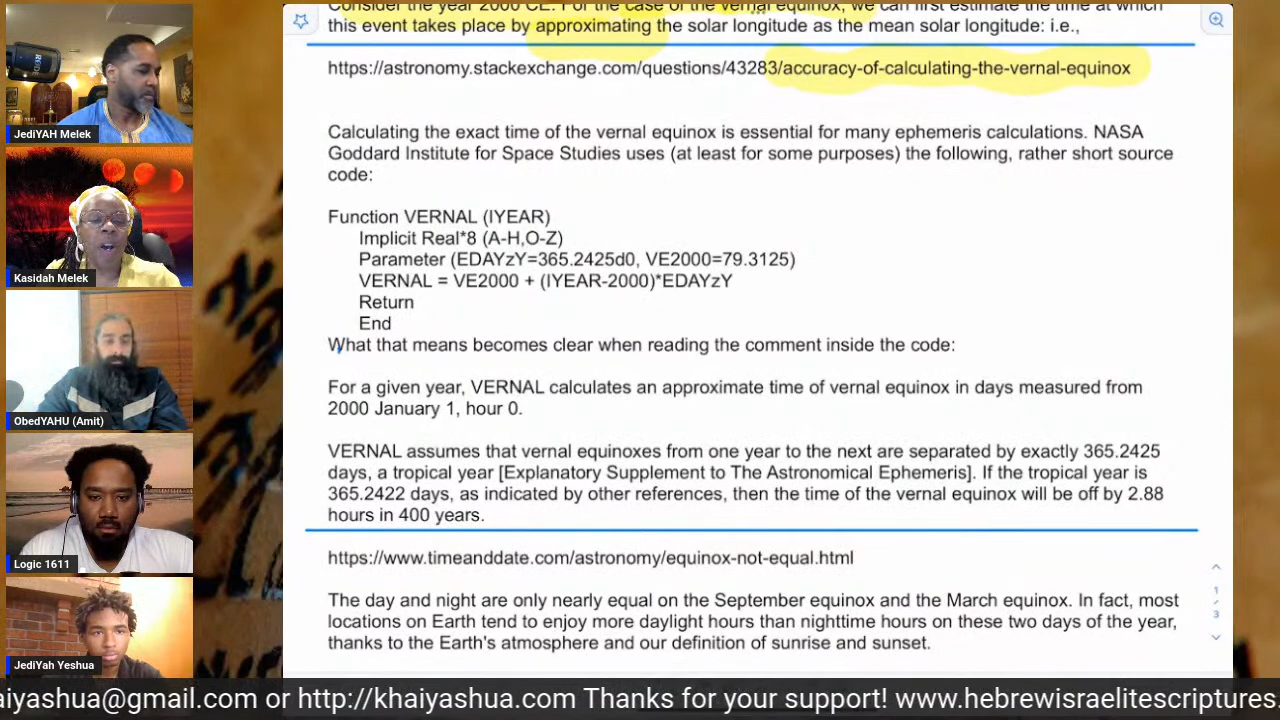 Consider the year 2000 CE. For the case of the vernal equinox, we can first estimate the time at which
this event takes place by approximating the solar longitude as the mean solar longitude: i.e.,
https://astronomy.stackexchange.com/questions/43283/accuracy-of-calculating-the-vernal-equinox
Calculating the exact time of the vernal equinox is essential for many ephemeris calculations. NASA
Goddard Institute for Space Studies uses (at least for some purposes) the following, rather short source
code:
Function VERNAL (IYEAR)
Implicit Real*8 (A-H,O-Z)
Parameter (EDAYzY=365.2425d0, VE2000=79.3125)
VERNAL = VE2000 + (IYEAR-2000)*EDAYzY
Return
End
What that means becomes clear when reading the comment inside the code:
For a given year, VERNAL calculates an approximate time of vernal equinox in days measured from
2000 January 1, hour 0.
VERNAL assumes that vernal equinoxes from one year to the next are separated by exactly 365.2425
days, a tropical year [Explanatory Supplement to The Astronomical Ephemeris]. If the tropical year is
365.2422 days, as indicated by other references, then the time of the vernal equinox will be off by 2.88
hours in 400 years.
https://www.timeanddate.com/astronomy/equinox-not-equal.html
The day and night are only nearly equal on the September equinox and the March equinox. In fact, most
locations on Earth tend to enjoy more daylight hours than nighttime hours on these two days of the year,
thanks to the Earth's atmosphere and our definition of sunrise and sunset.
1
/
3
JediYAH Melek
Kasidah Melek
ObedYAHU (Amit)
Logic 1611
JediYah Yeshua
aiyashua@gmail.com or http://khaiyashua.com Thanks for your support! www.hebrewisraelitescriptures.